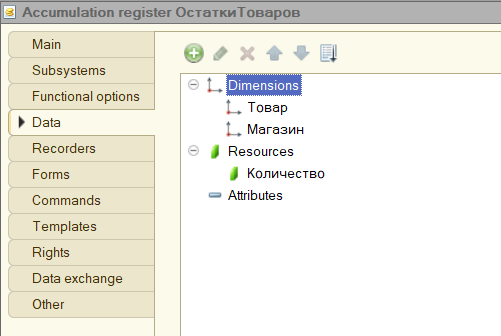 Accumulation register ОстаткиТоваров
Main
Subsystems
Functional options
Data
Recorders
Forms
Commands
Templates
Rights
Data exchange
Other
Dimensions
Товар
Магазин
Resources
Количество
Attributes